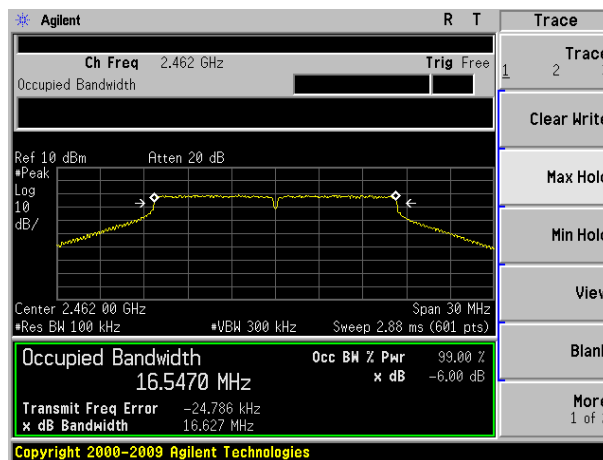 Agilent R T Trace
Ch Freq 2.462 GHz Trig Free
Occupied Bandwidth
Trace
1 2
Clear Write
Max Hold
Min Hold
View
Blank
More
1 of
Ref 10 dBm Atten 20 dB
#Peak
Log
10
dB/
Center 2.462 00 GHz Span 30 MHz
#Res BW 100 kHz #VBW 300 kHz Sweep 2.88 ms (601 pts)
Occupied Bandwidth Occ BW % Pwr 99.00 %
16.5470 MHz x dB -6.00 dB
Transmit Freq Error -24.786 kHz
x dB Bandwidth 16.627 MHz
Copyright 2000-2009 Agilent Technologies